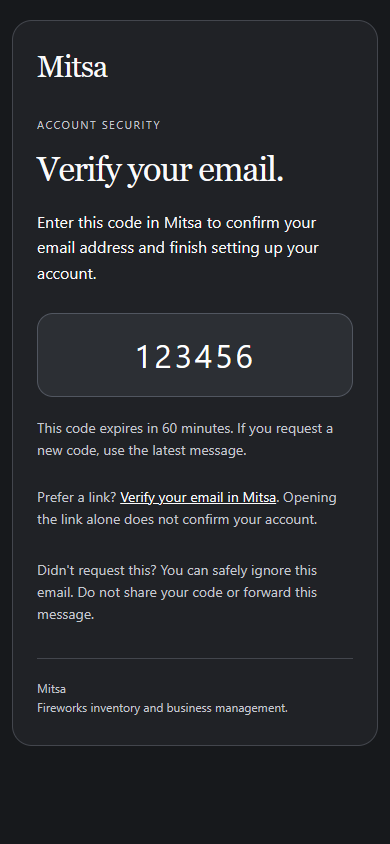 Mitsa
ACCOUNT SECURITY
Verify your email.
Enter this code in Mitsa to confirm your
email address and finish setting up your
account.
123456
This code expires in 60 minutes. If you request a
new code, use the latest message.
Prefer a link? Verify your email in Mitsa. Opening
the link alone does not confirm your account.
Didn't request this? You can safely ignore this
email. Do not share your code or forward this
message.
Mitsa
Fireworks inventory and business management.